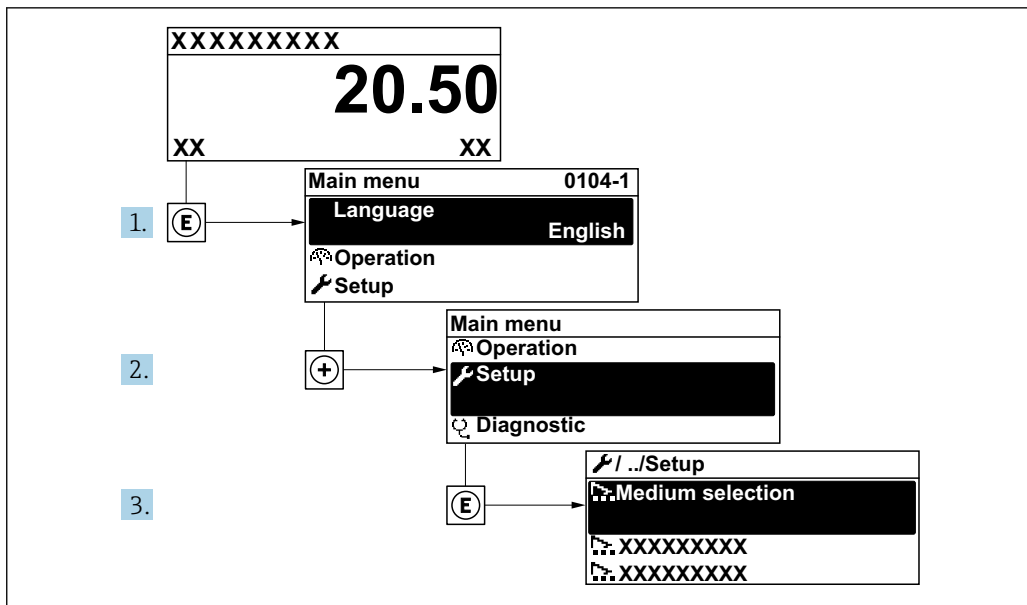 XXXXXXXXX
20.50
XX XX
Main menu 0104-1
Language
English
Operation
Setup
1. E
Main menu
Operation
Setup
Diagnostic
2. +
/ ../Setup
Medium selection
XXXXXXXXX
XXXXXXXXX
3. E